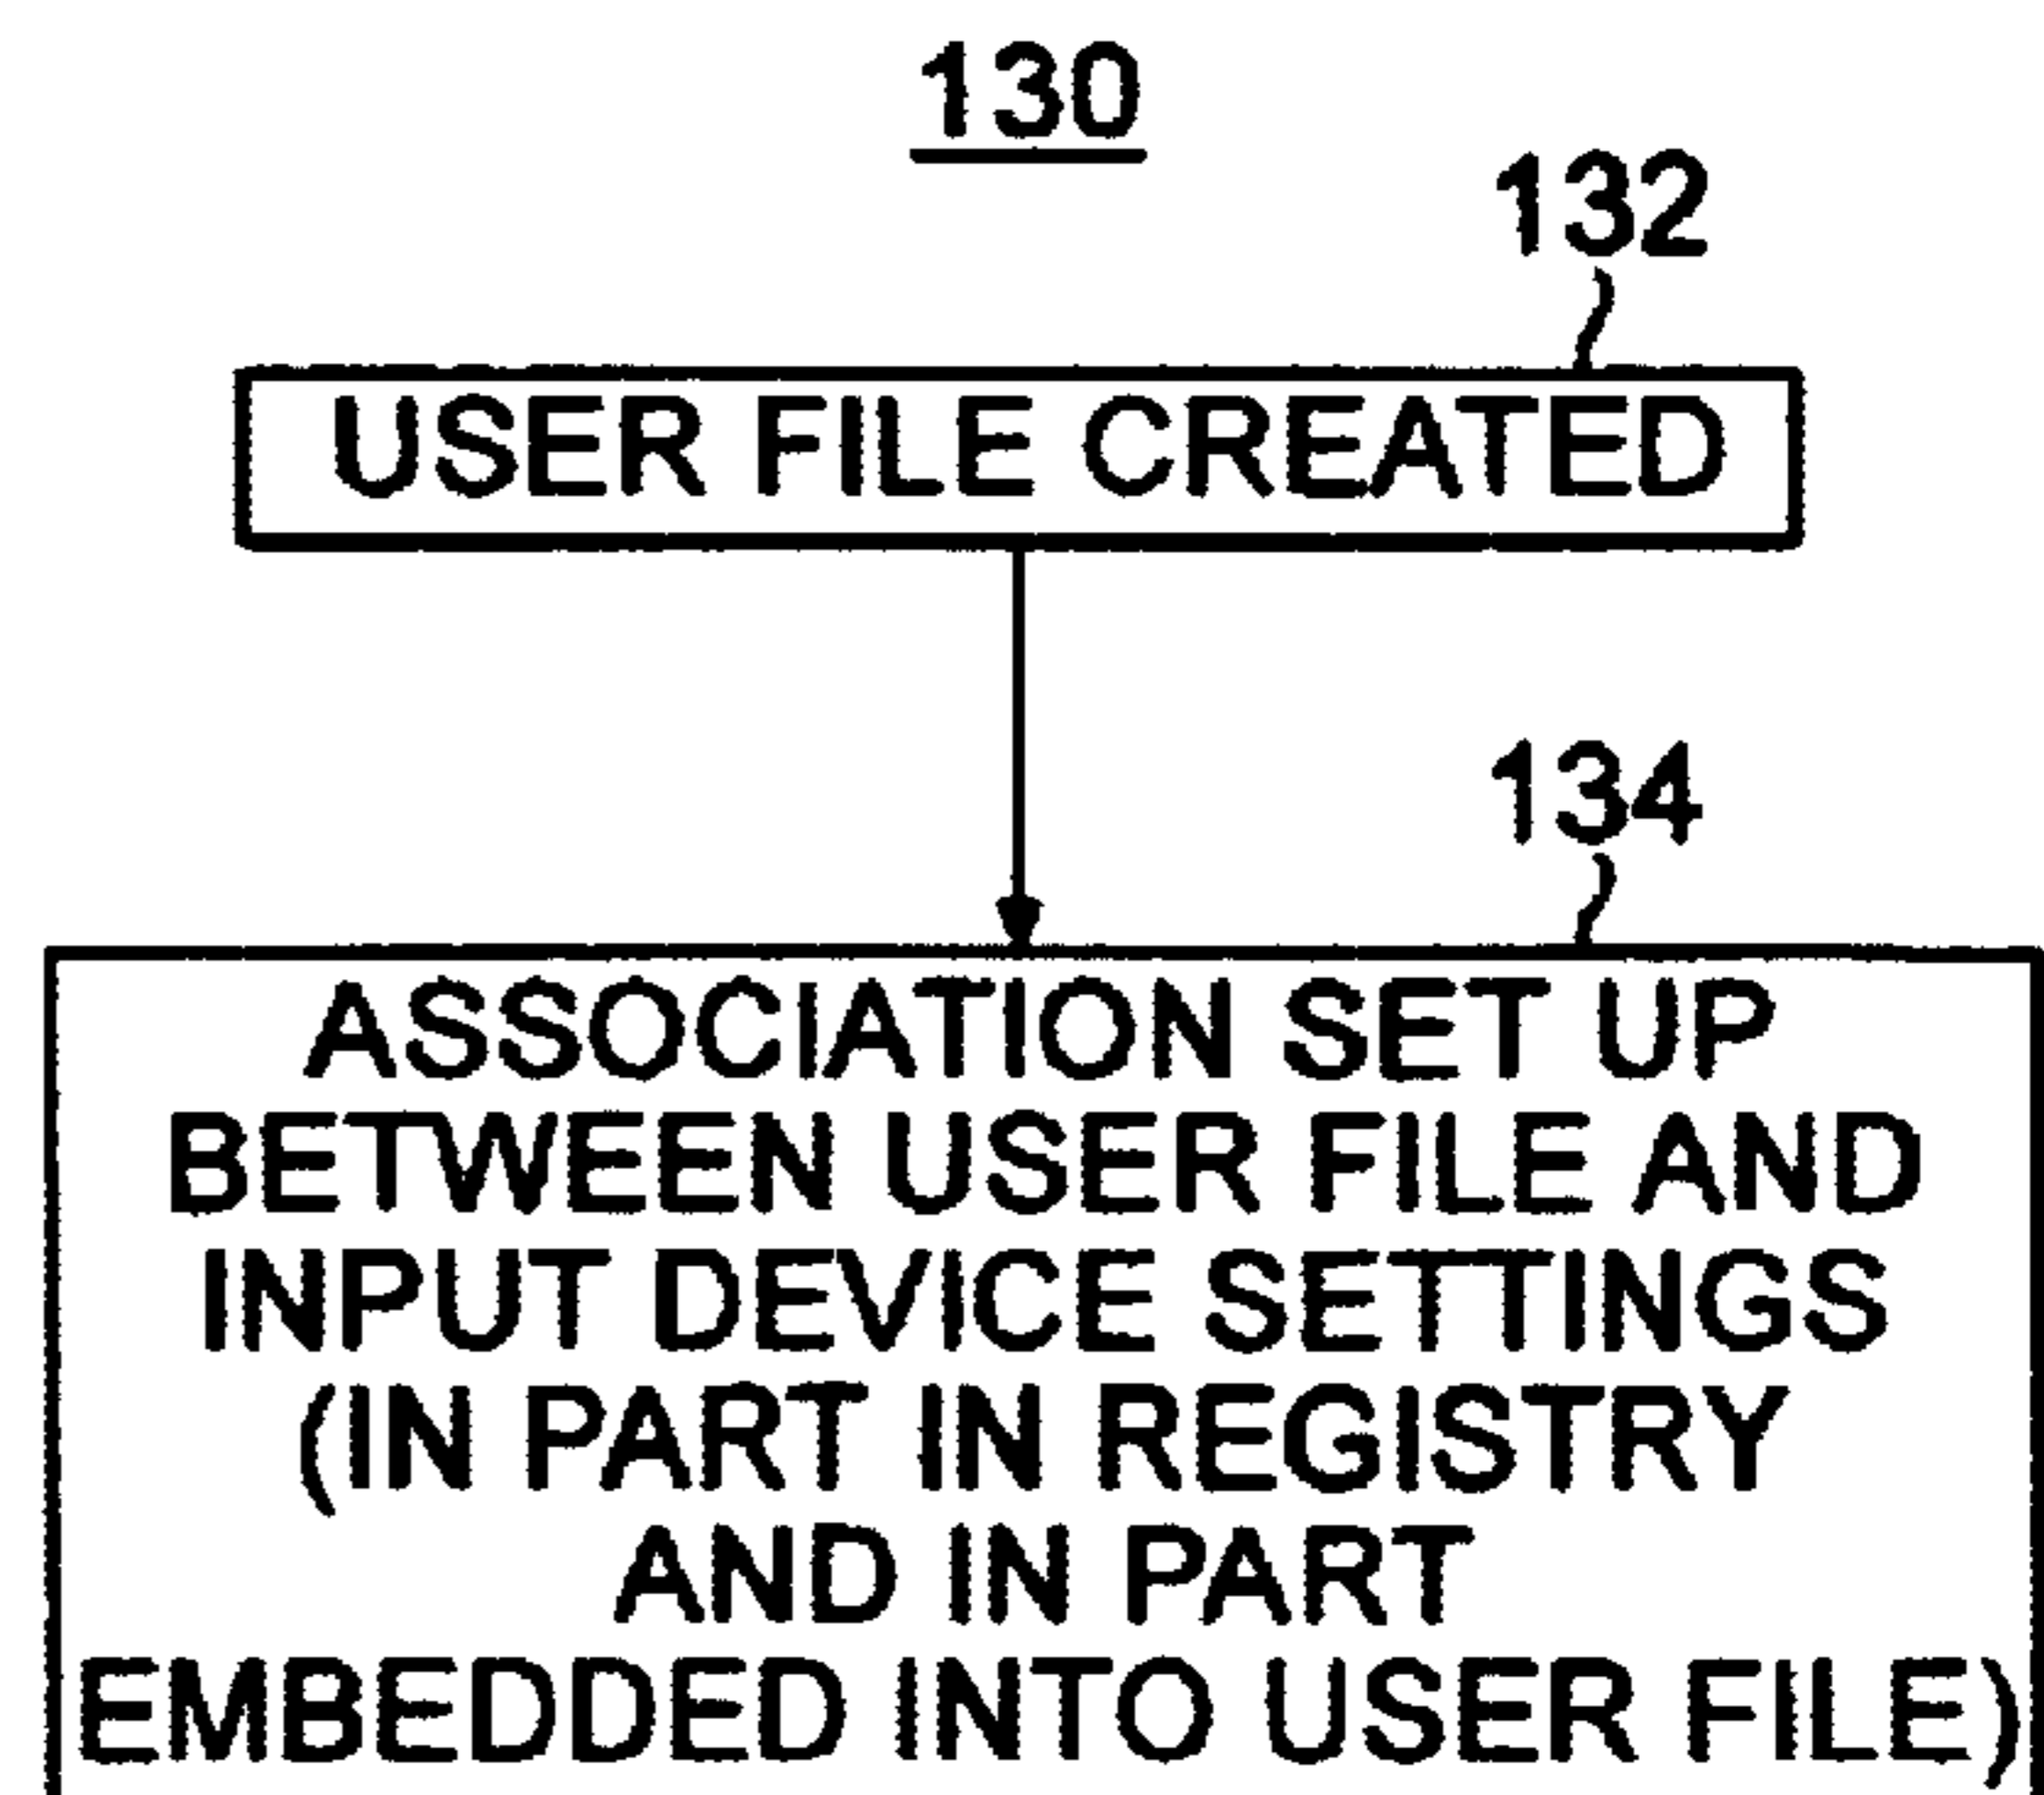 130
132
USER FILE CREATED
134
ASSOCIATION SET UP
BETWEEN USER FILE AND
INPUT DEVICE SETTINGS
(IN PART IN REGISTRY
AND IN PART
EMBEDDED INTO USER FILE)